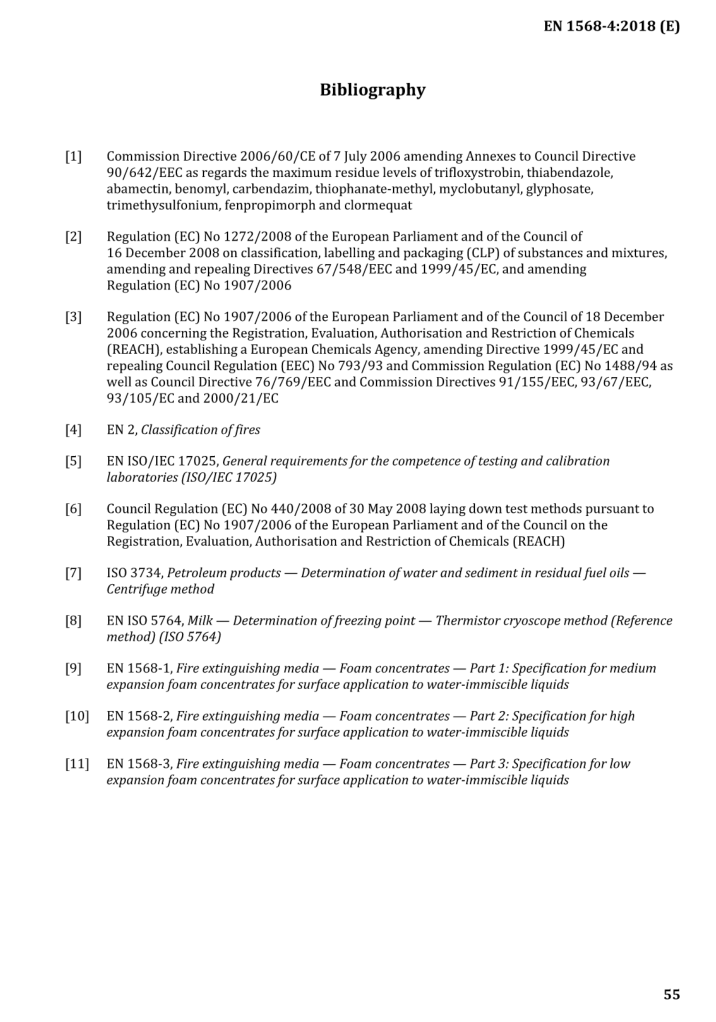 EN 1568-4:2018 (E)
Bibliography
[1] Commission Directive 2006/60/CE of 7 July 2006 amending Annexes to Council Directive
90/642/EEC as regards the maximum residue levels of trifloxystrobin, thiabendazole,
abamectin, benomyl, carbendazim, thiophanate-methyl, myclobutanyl, glyphosate,
trimethysulfonium, fenpropimorph and clormequat
[2] Regulation (EC) No 1272/2008 of the European Parliament and of the Council of
16 December 2008 on classification, labelling and packaging (CLP) of substances and mixtures,
amending and repealing Directives 67/548/EEC and 1999/45/EC, and amending
Regulation (EC) No 1907/2006
[3] Regulation (EC) No 1907/2006 of the European Parliament and of the Council of 18 December
2006 concerning the Registration, Evaluation, Authorisation and Restriction of Chemicals
(REACH), establishing a European Chemicals Agency, amending Directive 1999/45/EC and
repealing Council Regulation (EEC) No 793/93 and Commission Regulation (EC) No 1488/94 as
well as Council Directive 76/769/EEC and Commission Directives 91/155/EEC, 93/67/EEC,
93/105/EC and 2000/21/EC
[4] EN 2, Classification of fires
[5] EN ISO/IEC 17025, General requirements for the competence of testing and calibration
laboratories (ISO/IEC 17025)
[6] Council Regulation (EC) No 440/2008 of 30 May 2008 laying down test methods pursuant to
Regulation (EC) No 1907/2006 of the European Parliament and of the Council on the
Registration, Evaluation, Authorisation and Restriction of Chemicals (REACH)
[7] ISO 3734, Petroleum products — Determination of water and sediment in residual fuel oils —
Centrifuge method
[8] EN ISO 5764, Milk — Determination of freezing point — Thermistor cryoscope method (Reference
method) (ISO 5764)
[9] EN 1568-1, Fire extinguishing media — Foam concentrates — Part 1: Specification for medium
expansion foam concentrates for surface application to water-immiscible liquids
[10] EN 1568-2, Fire extinguishing media — Foam concentrates — Part 2: Specification for high
expansion foam concentrates for surface application to water-immiscible liquids
[11] EN 1568-3, Fire extinguishing media — Foam concentrates — Part 3: Specification for low
expansion foam concentrates for surface application to water-immiscible liquids
55